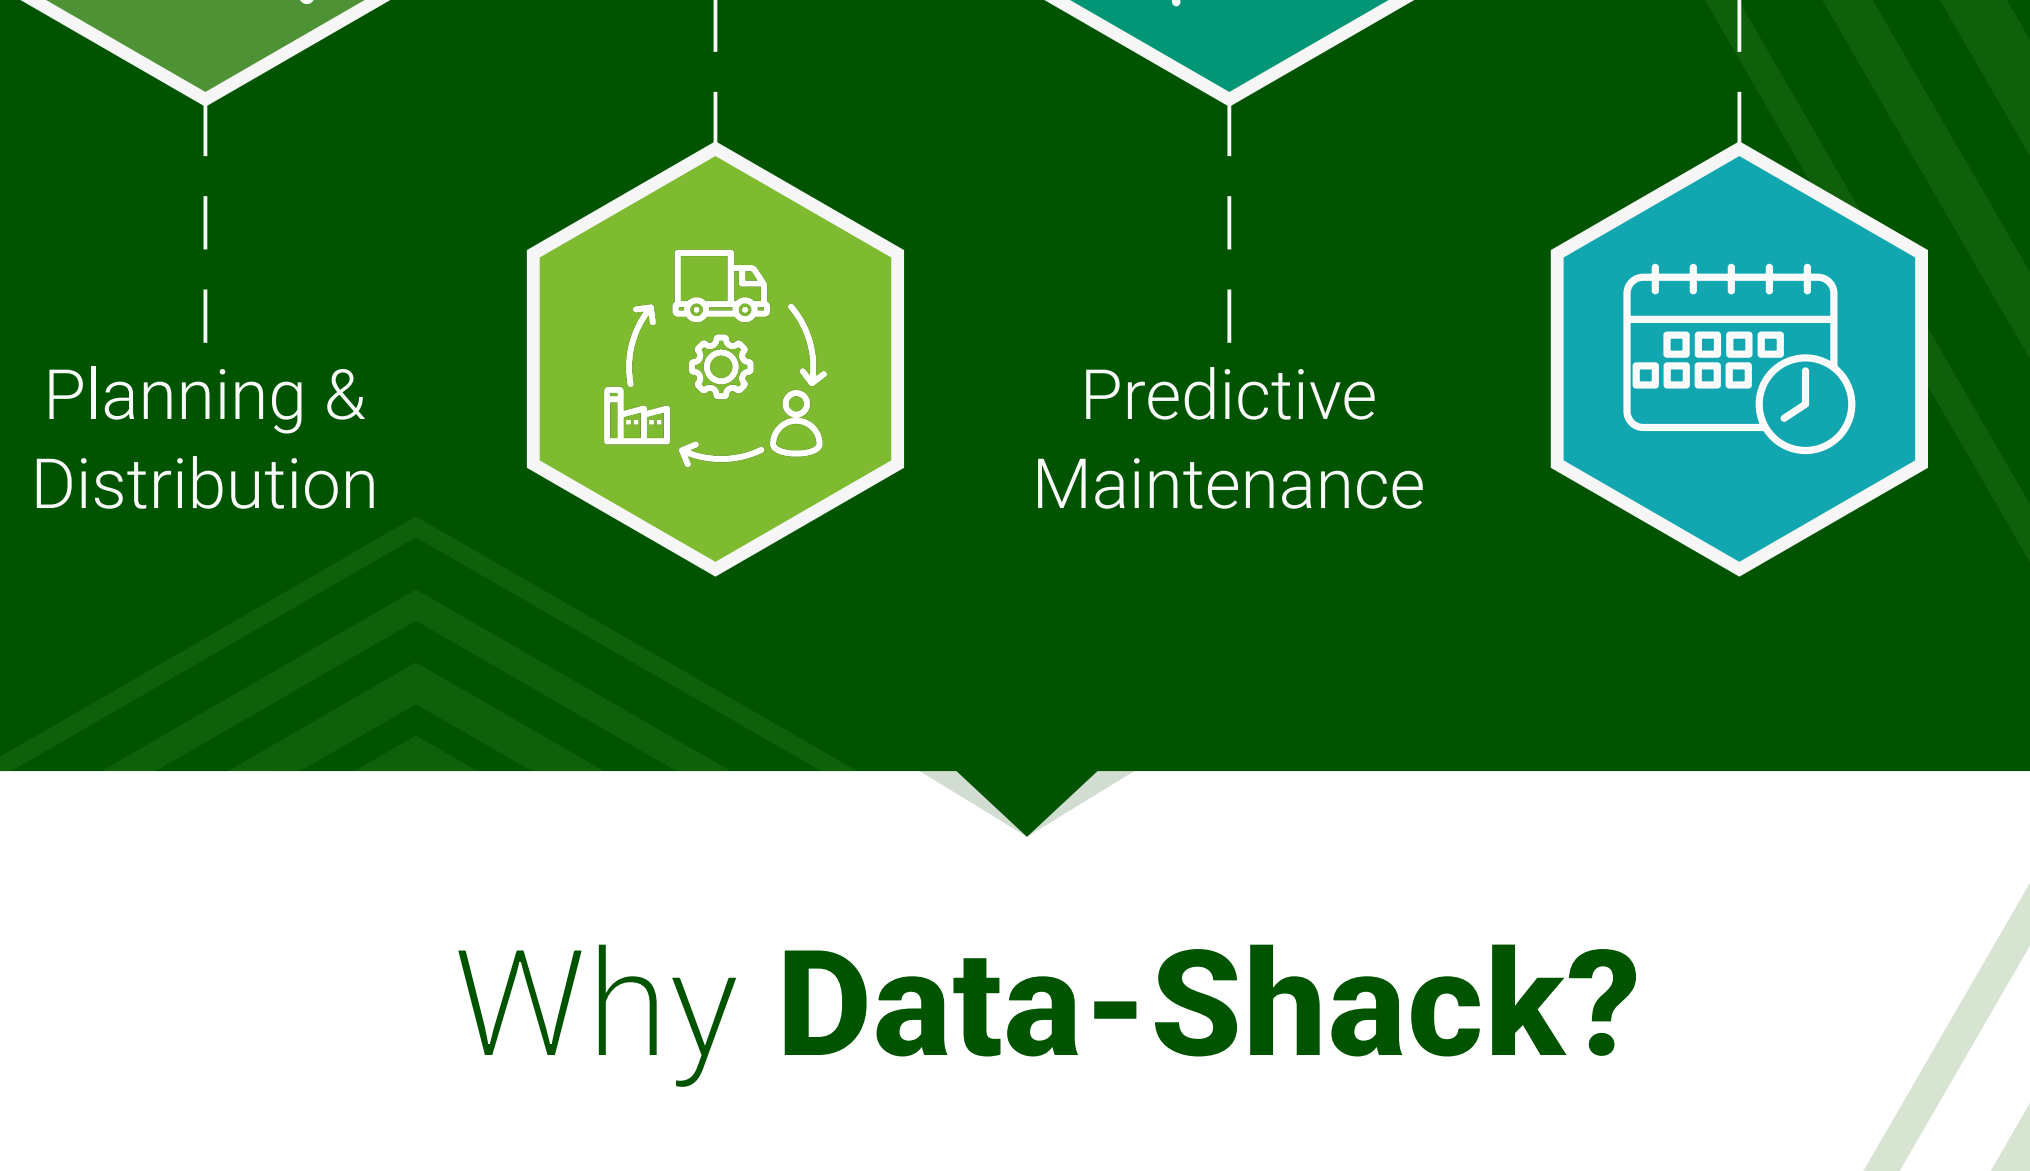 Planning &
Distribution
Predictive
Maintenance
Why Data-Shack?